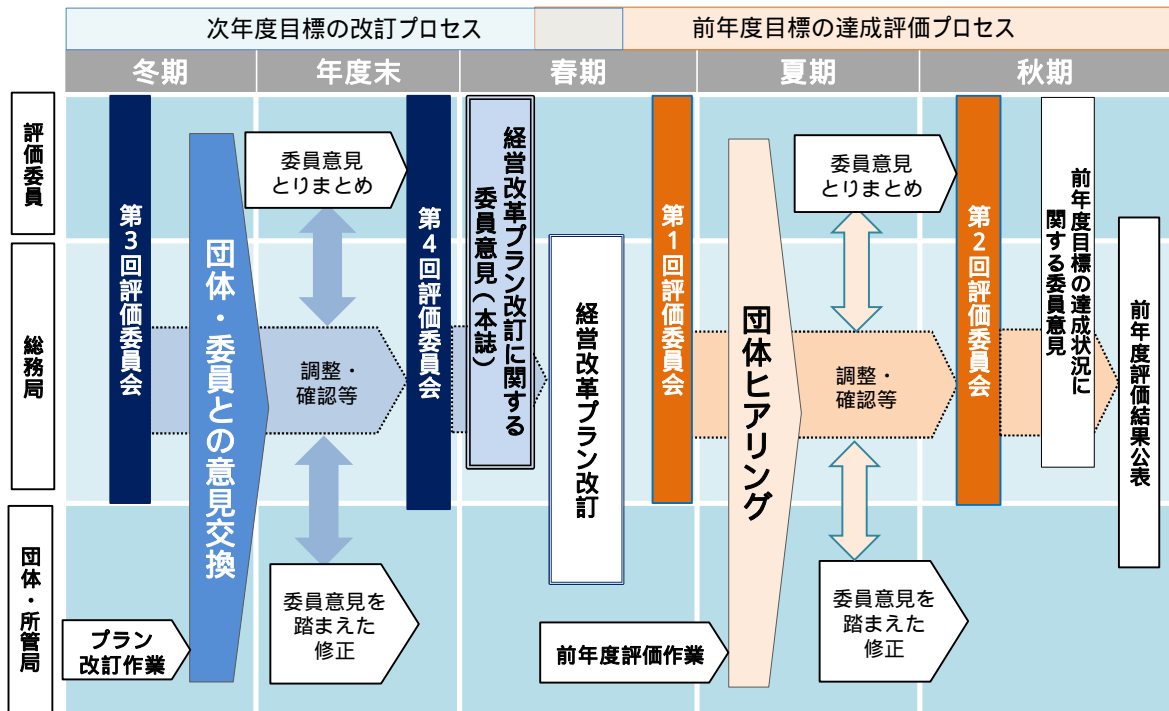 次年度目標の改訂プロセス
前年度目標の達成評価プロセス
冬期
年度末
春期
夏期
秋期
評価委員
総務局
団体・所管局
第3回評価委員会
団体・委員との意見交換
プラン
改訂作業
委員意見
とりまとめ
調整・
確認等
委員意見を
踏まえた
修正
第4回評価委員会
経営改革プラン改訂に関する
委員意見(本誌)
経営改革プラン改訂
前年度評価作業
第1回評価委員会
団体ヒアリング
委員意見
とりまとめ
調整・
確認等
委員意見を
踏まえた
修正
第2回評価委員会
前年度目標の達成状況に
関する委員意見
前年度評価結果公表